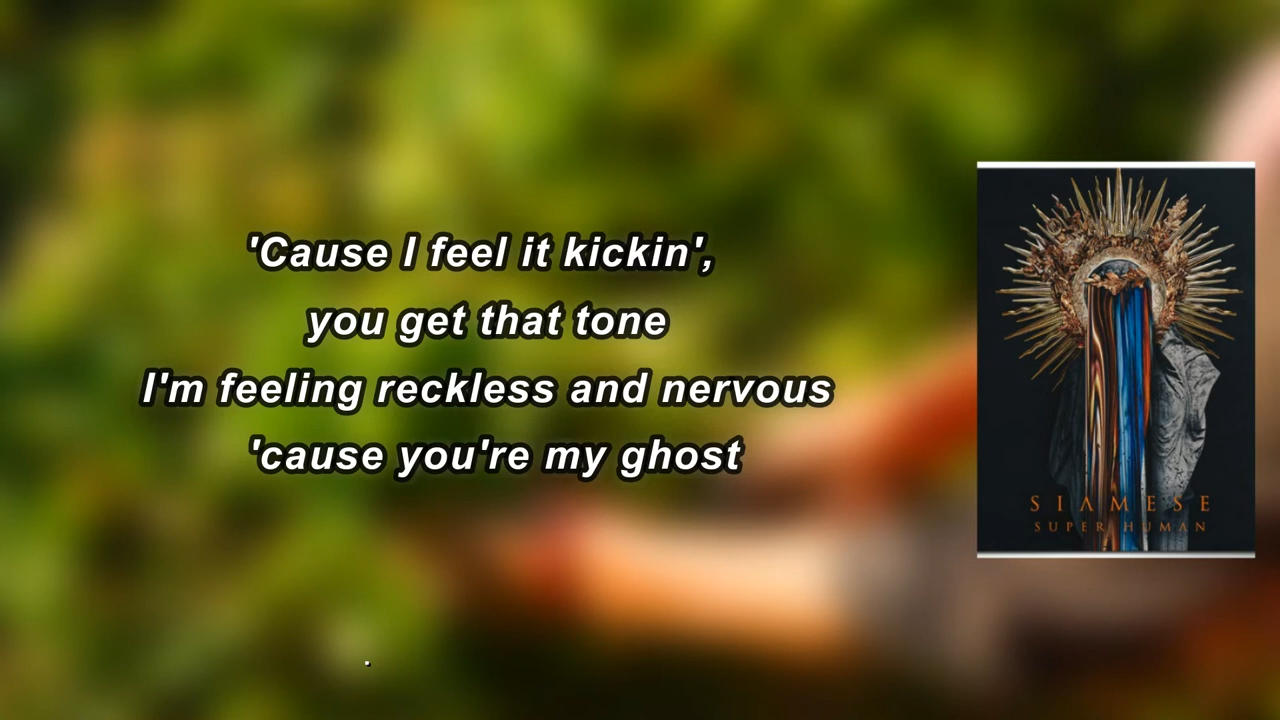 'Cause I feel it kickin',
you get that tone
I'm feeling reckless and nervous
'cause you're my ghost
.
SIAMESE
SUPER HUMAN